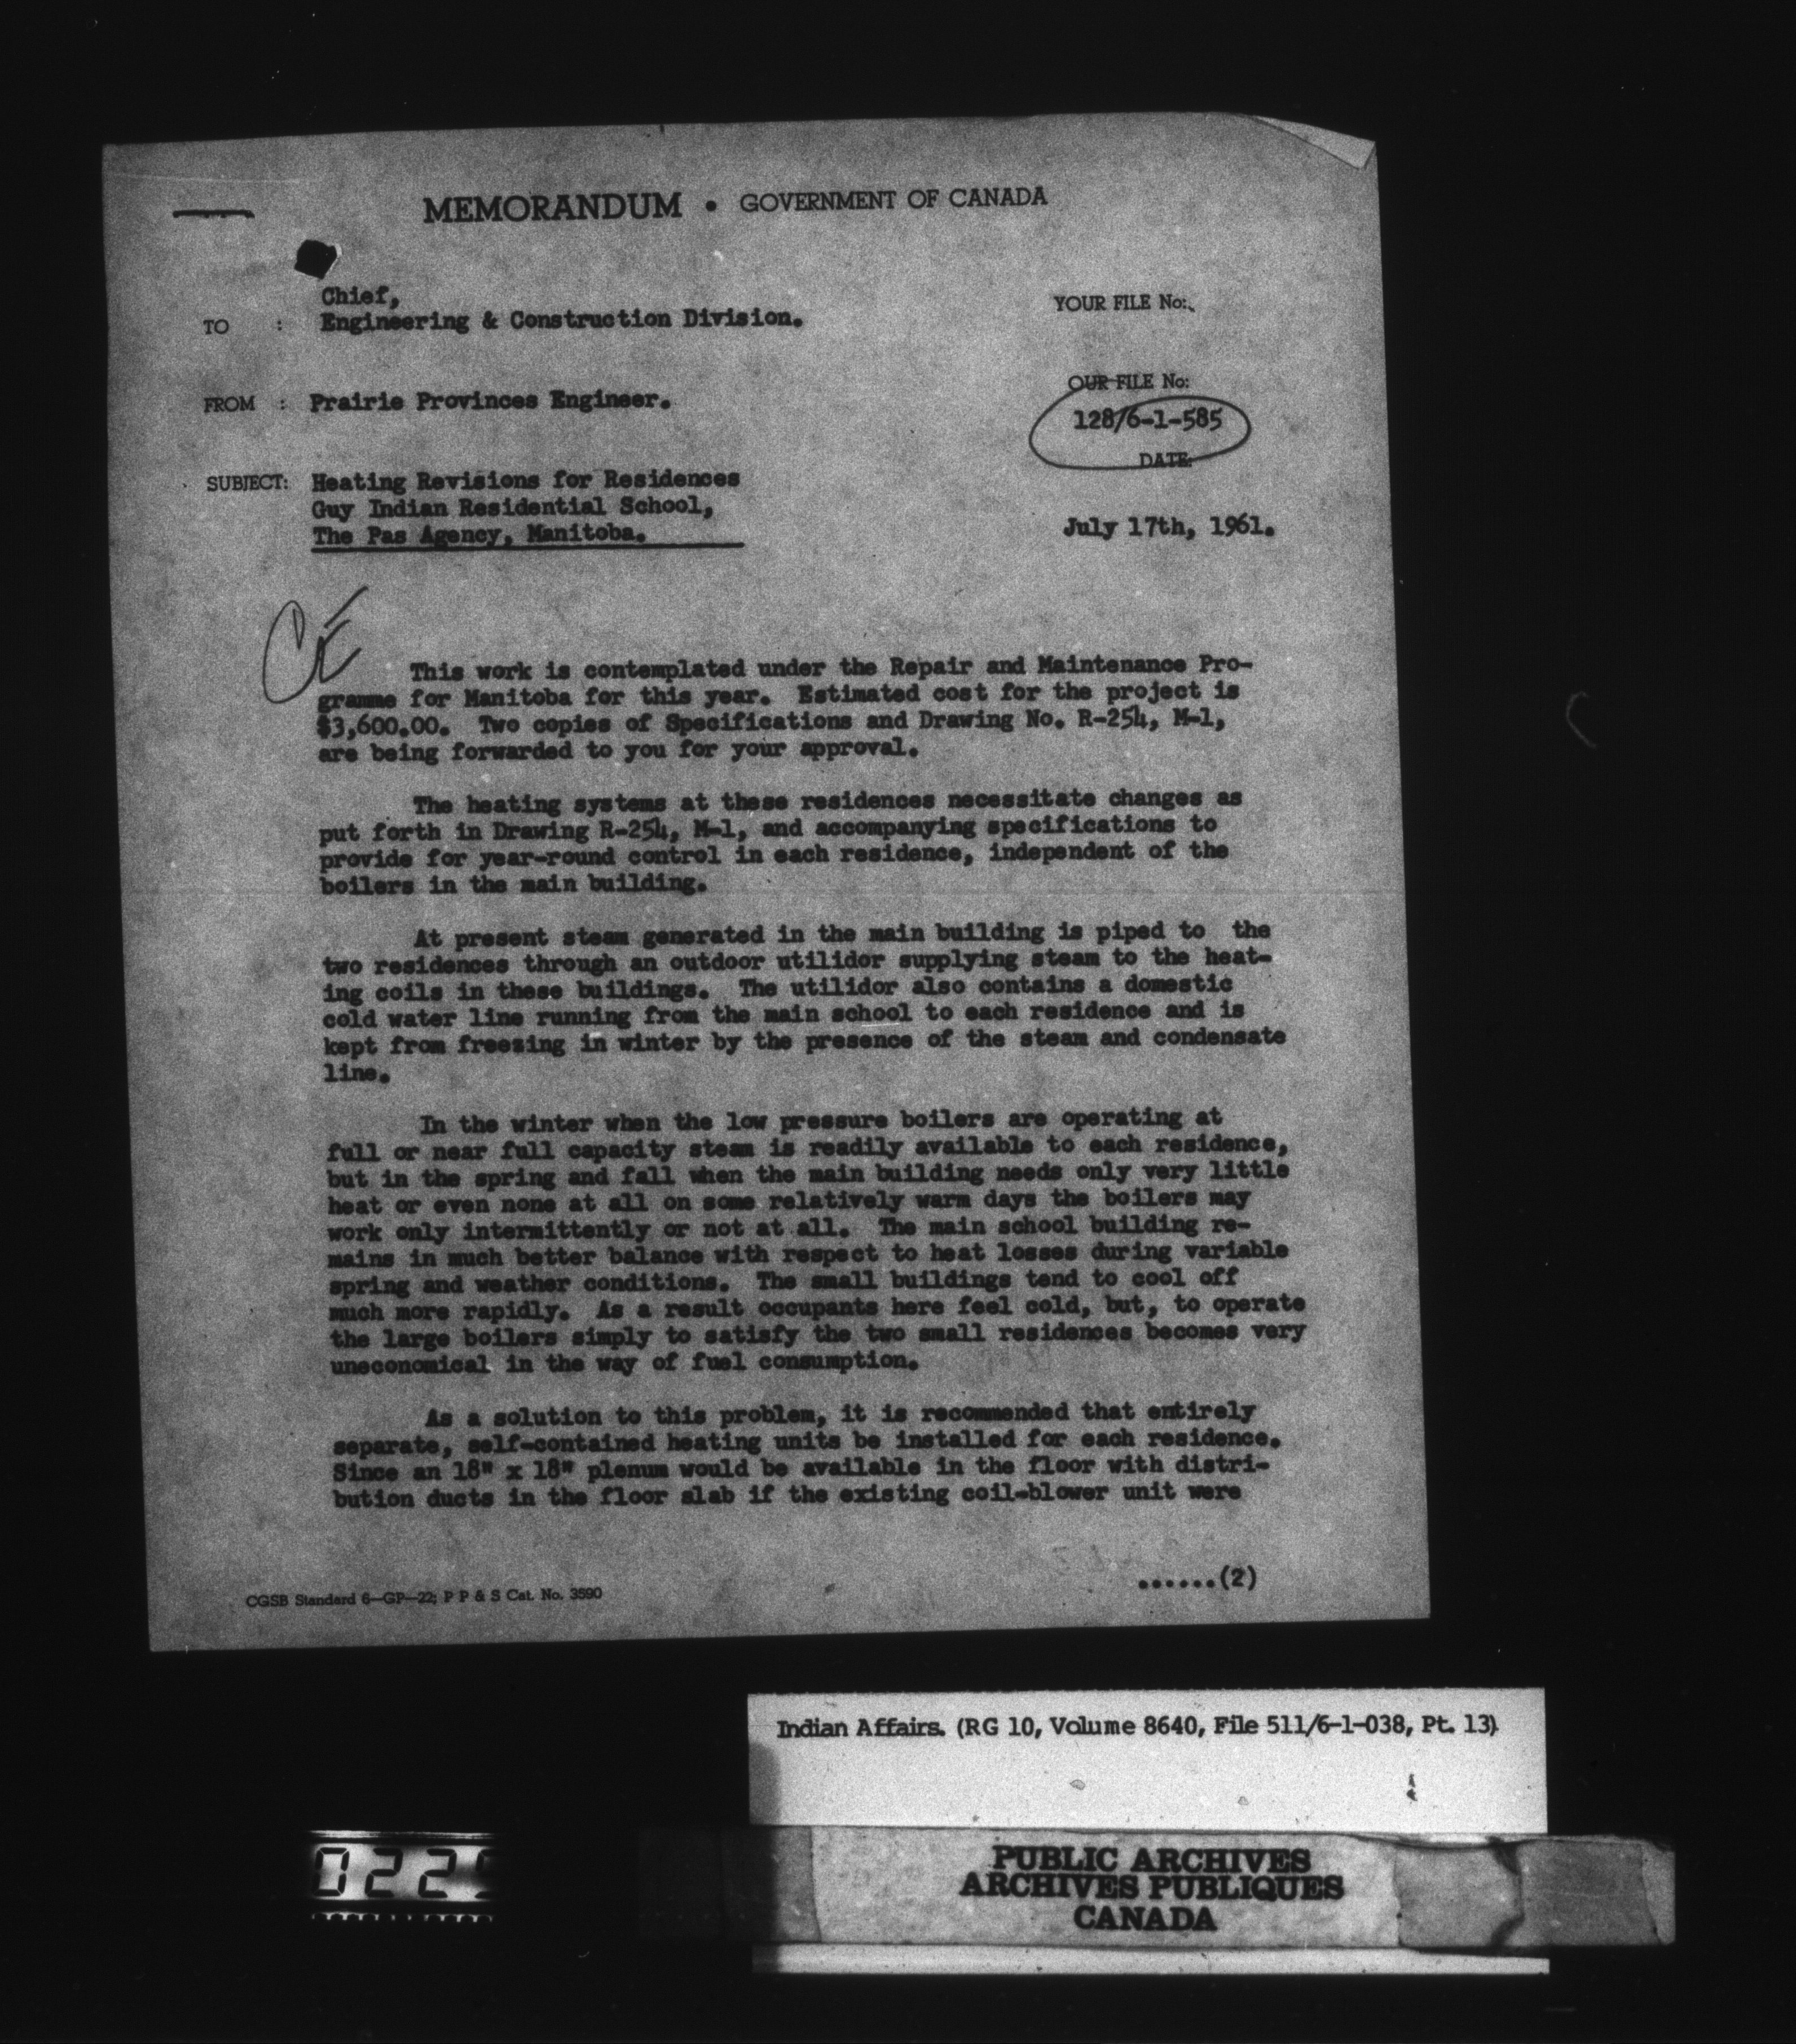 MEMORANDUM • GOVERNMENT OF CANADA
Chief,
TO : Engineering & Construction Division.
YOUR FILE No:
FROM : Prairie Provinces Engineer.
OUR FILE No:
128/6-1-585
DATE:
SUBJECT: Heating Revisions for Residences
Guy Indian Residential School,
The Pas Agency, Manitoba.
July 17th, 1961.
CE
This work is contemplated under the Repair and Maintenance Pro-
gramme for Manitoba for this year. Estimated cost for the project is
$3,600.00. Two copies of Specifications and Drawing No. R-254, M-1,
are being forwarded to you for your approval.
The heating systems at these residences necessitate changes as
put forth in Drawing R-254, M-1, and accompanying specifications to
provide for year-round control in each residence, independent of the
boilers in the main building.
At present steam generated in the main building is piped to the
two residences through an outdoor utilidor supplying steam to the heat-
ing coils in these buildings. The utilidor also contains a domestic
cold water line running from the main school to each residence and is
kept from freezing in winter by the presence of the steam and condensate
line.
In the winter when the low pressure boilers are operating at
full or near full capacity steam is readily available to each residence,
but in the spring and fall when the main building needs only very little
heat or even none at all on some relatively warm days the boilers may
work only intermittently or not at all. The main school building re-
mains in much better balance with respect to heat losses during variable
spring and weather conditions. The small buildings tend to cool off
much more rapidly. As a result occupants here feel cold, but, to operate
the large boilers simply to satisfy the two small residences becomes very
uneconomical in the way of fuel consumption.
As a solution to this problem, it is recommended that entirely
separate, self-contained heating units be installed for each residence.
Since an 18" x 18" plenum would be available in the floor with distri-
bution ducts in the floor slab if the existing coil-blower unit were
......(2)
CGSB Standard 6—GP—22; P P & S Cat. No. 3590
Indian Affairs. (RG 10, Volume 8640, File 511/6-1-038, Pt. 13)
PUBLIC ARCHIVES
ARCHIVES PUBLIQUES
CANADA